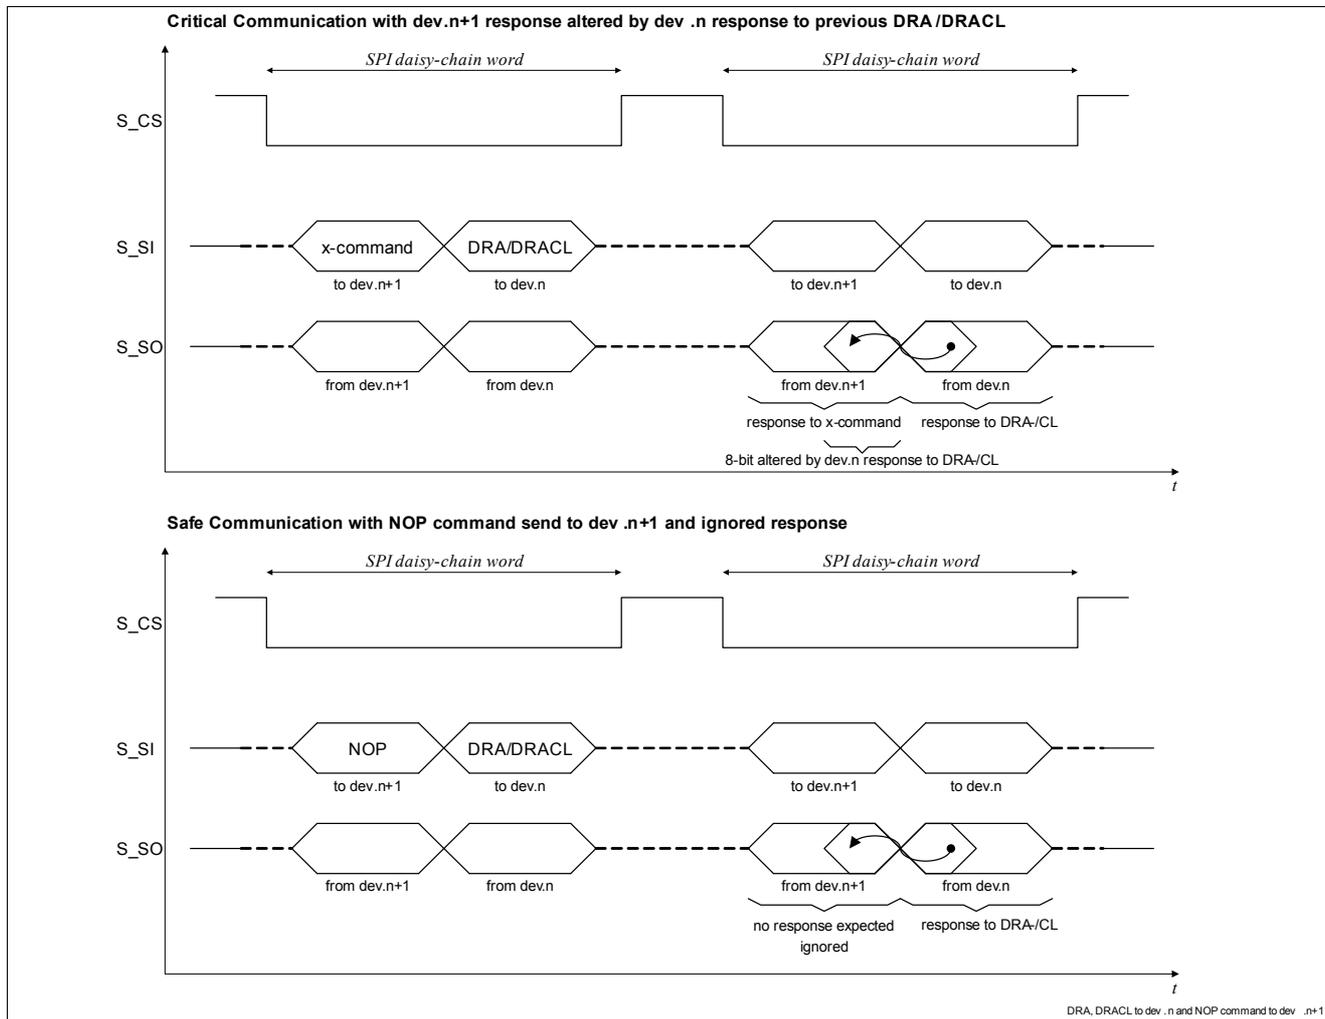 Critical Communication with dev.n+1 response altered by dev .n response to previous DRA /DRACL
SPI daisy-chain word SPI daisy-chain word
S_CS
S_SI x-command DRA/DRACL
to dev.n+1 to dev.n to dev.n+1 to dev.n
S_SO
from dev.n+1 from dev.n from dev.n+1 from dev.n
response to x-command response to DRA-/CL
8-bit altered by dev.n response to DRA-/CL
t
Safe Communication with NOP command send to dev .n+1 and ignored response
SPI daisy-chain word SPI daisy-chain word
S_CS
S_SI NOP DRA/DRACL
to dev.n+1 to dev.n to dev.n+1 to dev.n
S_SO
from dev.n+1 from dev.n from dev.n+1 from dev.n
no response expected response to DRA-/CL
ignored
t
DRA, DRACL to dev . n and NOP command to dev .n+1